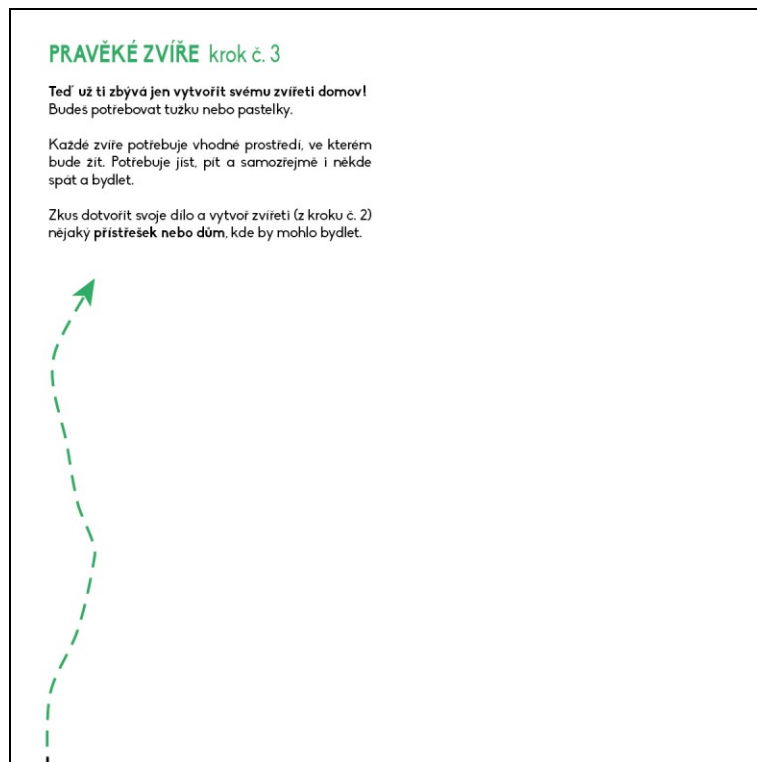 PRAVĚKÉ ZVÍŘE krok č. 3
Teď už ti zbývá jen vytvořit svému zvířeti domov!
Budeš potřebovat tužku nebo pastelky.
Každé zvíře potřebuje vhodné prostředí, ve kterém
bude žít. Potřebuje jíst, pít a samozřejmě i někde
spát a bydlet.
Zkus dotvořit svoje dílo a vytvoř zvířeti (z kroku č. 2)
nějaký přístřešek nebo dům, kde by mohlo bydlet.